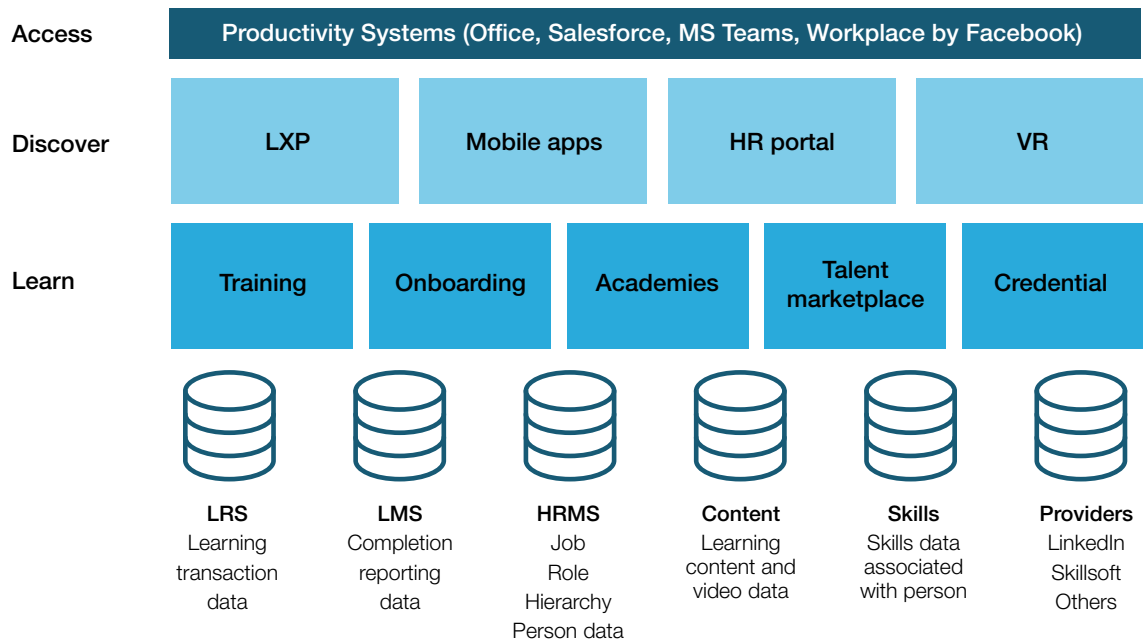 Access
Productivity Systems (Office, Salesforce, MS Teams, Workplace by Facebook)
Discover
LXP
Mobile apps
HR portal
VR
Learn
Training
Onboarding
Academies
Talent
marketplace
Credential
LRS
Learning
transaction
data
LMS
Completion
reporting
data
HRMS
Job
Role
Hierarchy
Person data
Content
Learning
content and
video data
Skills
Skills data
associated
with person
Providers
LinkedIn
Skillsoft
Others